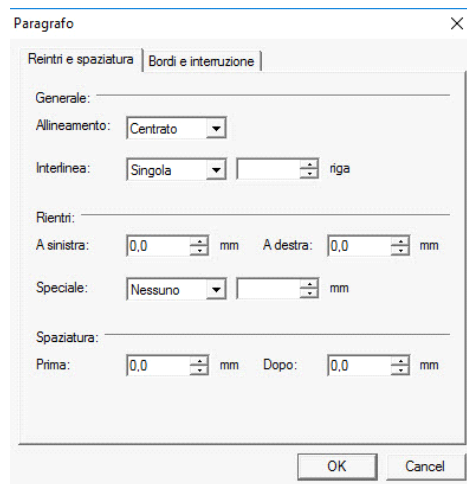 Paragrafo
Reintri e spaziatura Bordi e interruzione
Generale:
Allineamento: Centrato
Interlinea: Singola riga
Rientri:
A sinistra: 0,0 mm A destra: 0,0 mm
Speciale: Nessuno mm
Spaziatura:
Prima: 0,0 mm Dopo: 0,0 mm
OK Cancel